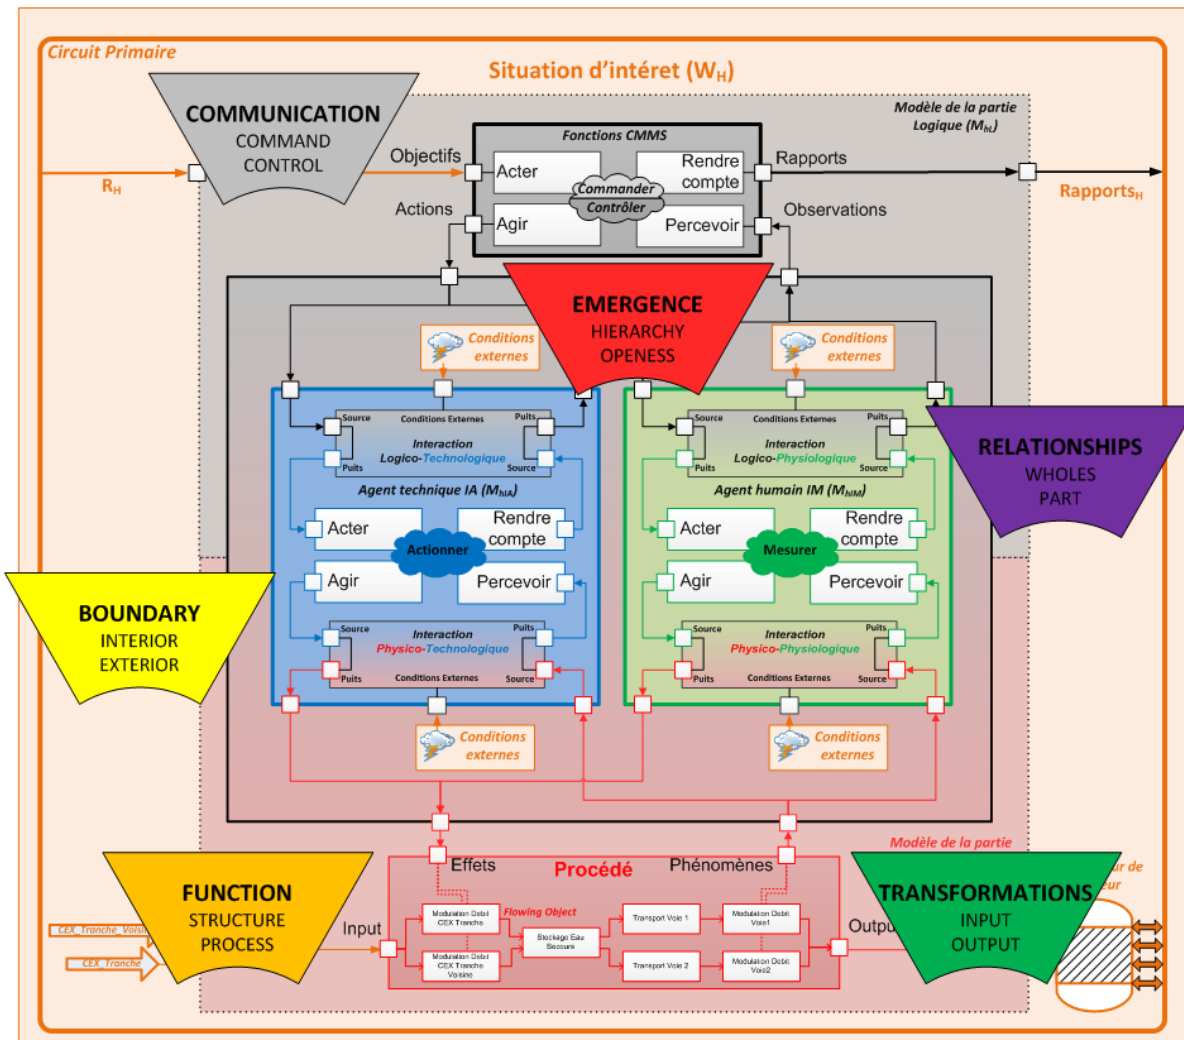 Circuit Primaire
Situation d'intéret (WH)
COMMUNICATION
COMMAND
CONTROL
Modèle de la partie
Logique (MhL)
Fonctions CMMS
Objectifs
Acter
Rendre
compte
Rapports
RH
RapportsH
Commander
Contrôler
Actions
Agir
Percevoir
Observations
EMERGENCE
HIERARCHY
OPENESS
Conditions
externes
Conditions
externes
Source
Conditions Externes
Puits
Interaction
Logico-Technologique
Puits
Source
Agent technique IA (MhIA)
Acter
Rendre
compte
Actionner
Agir
Percevoir
Source
Interaction
Puits
Physico-Technologique
Puits
Conditions Externes
Source
Conditions
externes
Source
Conditions Externes
Puits
Interaction
Logico-Physiologique
Puits
Source
Agent humain IM (MhIM)
Acter
Rendre
compte
Mesurer
Agir
Percevoir
Source
Interaction
Puits
Physico-Physiologique
Puits
Conditions Externes
Source
Conditions
externes
RELATIONSHIPS
WHOLES
PART
BOUNDARY
INTERIOR
EXTERIOR
Modèle de la partie
FUNCTION
STRUCTURE
PROCESS
Effets
Procédé
Phénomènes
TRANSFORMATIONS
INPUT
OUTPUT
ur de
eur
CEX_Tranche_Voisin
CEX_Tranche
Input
Modulation Debit
CEX Tranche
Flowing Object
Stockage Eau
Secours
Transport Voie 1
Modulation Debit
Voie1
Modulation Debit
CEX Tranche
Voisine
Transport Voie 2
Modulation Debit
Voie2
Outpu